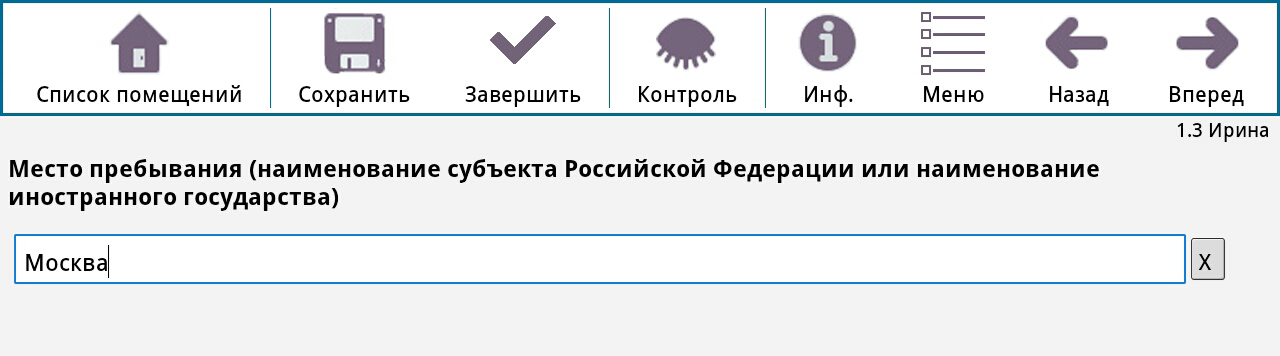 Список помещений Сохранить Завершить Контроль Инф. Меню Назад Вперед
1.3 Ирина
Место пребывания (наименование субъекта Российской Федерации или наименование
иностранного государства)
Москва X